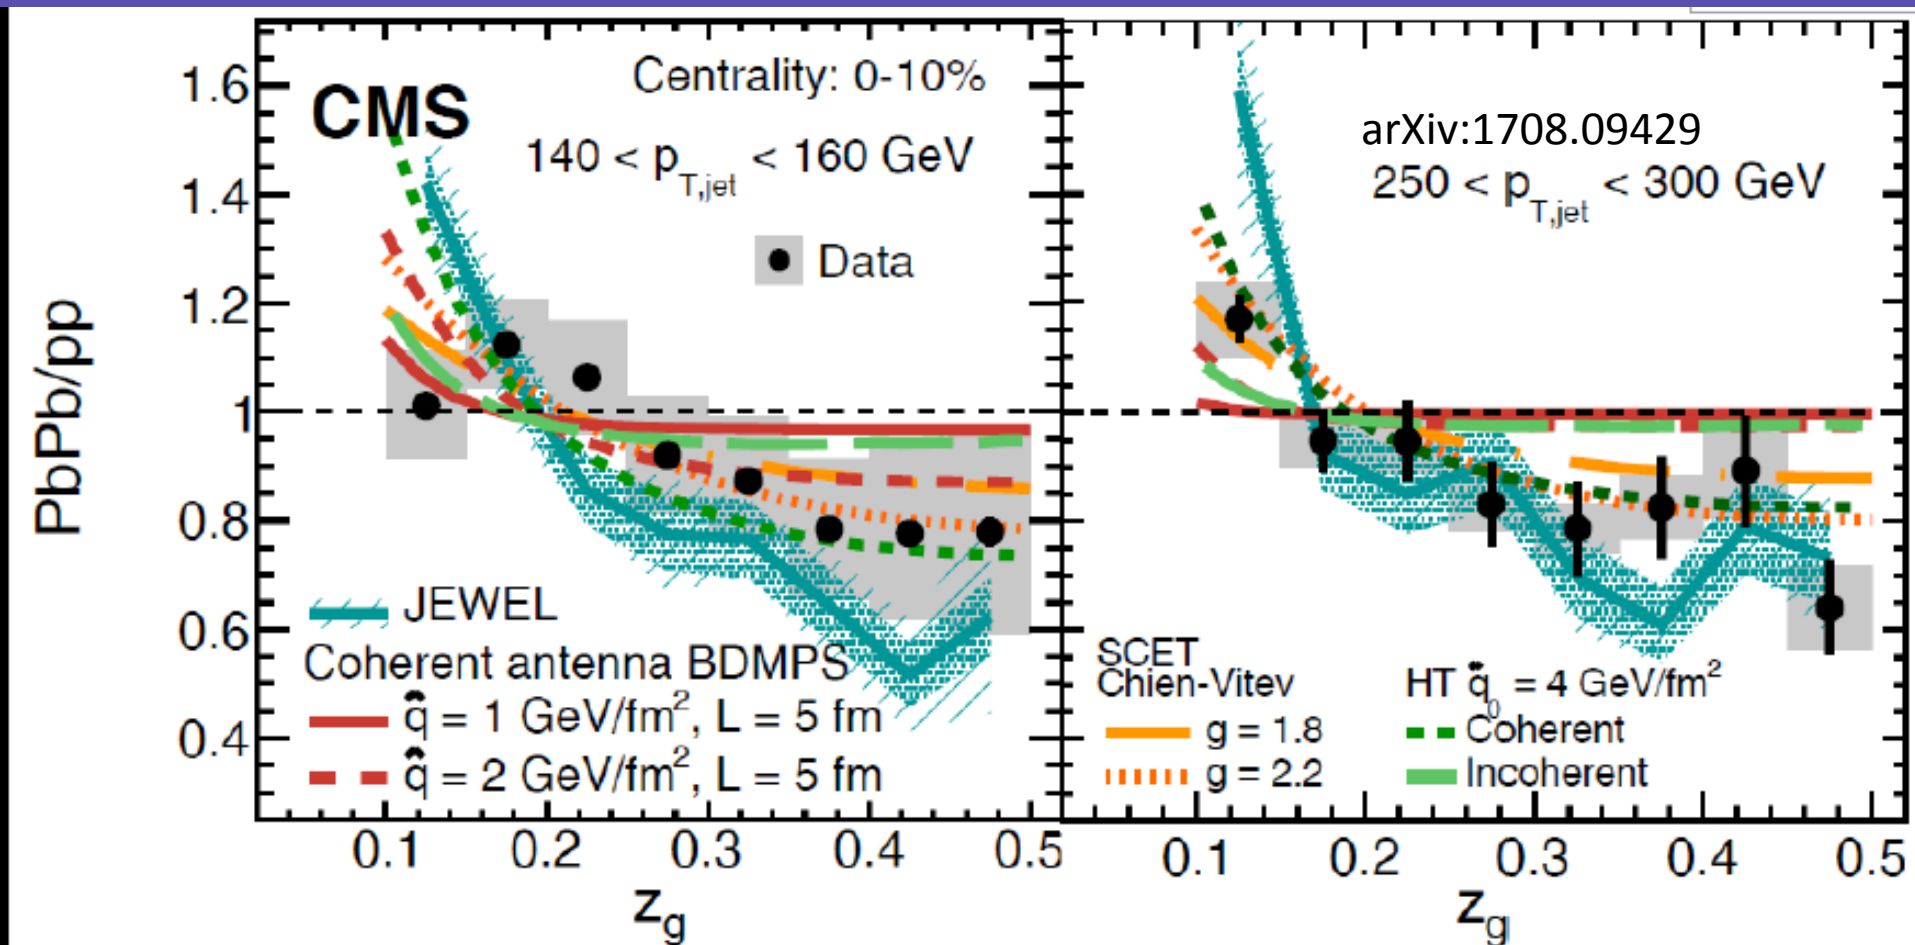 CMS
Centrality: 0-10%
140 < p_T,jet < 160 GeV
Data
arXiv:1708.09429
250 < p_T,jet < 300 GeV
PbPb/pp
1.6
1.4
1.2
1
0.8
0.6
0.4
JEWEL
Coherent antenna BDMPS
q̂ = 1 GeV/fm², L = 5 fm
q̂ = 2 GeV/fm², L = 5 fm
SCET
Chien-Vitev
g = 1.8
g = 2.2
HT q̂₀ = 4 GeV/fm²
Coherent
Incoherent
0.1 0.2 0.3 0.4 0.5
z_g
0.1 0.2 0.3 0.4 0.5
z_g